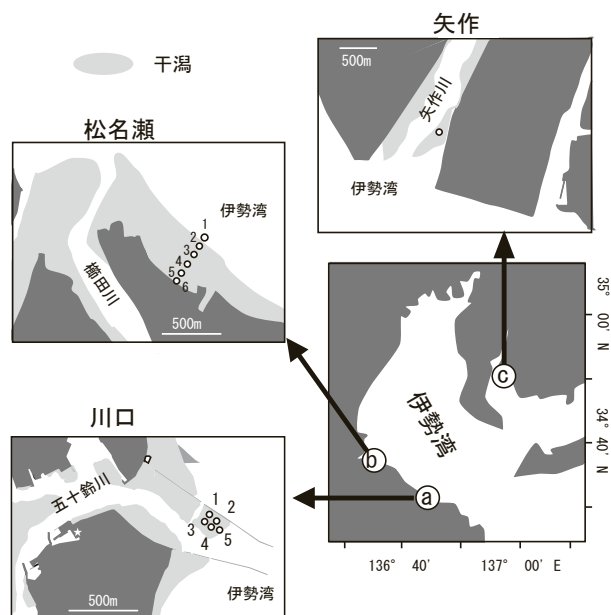 干潟
矢作
500m
矢作川
伊勢湾
松名瀬
伊勢湾
1
2
3
4
5
6
櫛田川
500m
川口
五十鈴川
1
2
3
4
5
500m
伊勢湾
伊勢湾
a
b
c
35° 00′ N
34° 40′ N
136° 40′
137° 00′ E